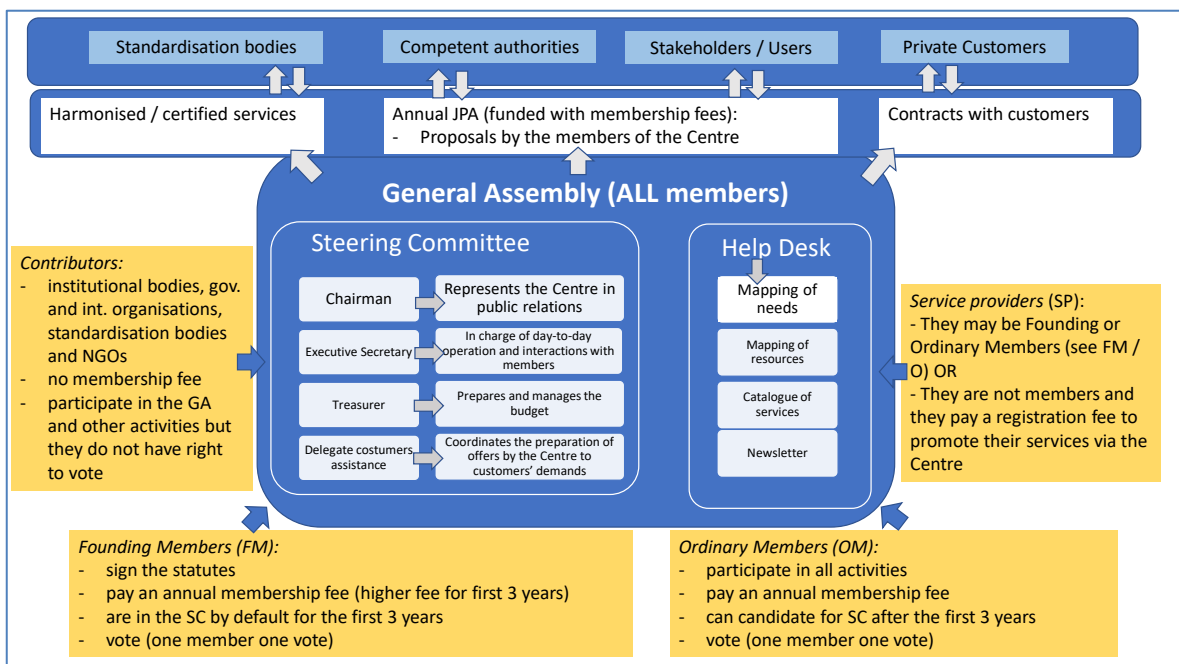 Standardisation bodies
Competent authorities
Stakeholders / Users
Private Customers
Harmonised / certified services
Annual JPA (funded with membership fees):
- Proposals by the members of the Centre
Contracts with customers
General Assembly (ALL members)
Steering Committee
Chairman
Represents the Centre in
public relations
Executive Secretary
In charge of day-to-day
operation and interactions with
members
Treasurer
Prepares and manages the
budget
Delegate costumers
assistance
Coordinates the preparation of
offers by the Centre to
customers' demands
Help Desk
Mapping of
needs
Mapping of
resources
Catalogue of
services
Newsletter
Contributors:
- institutional bodies, gov.
and int. organisations,
standardisation bodies
and NGOs
- no membership fee
- participate in the GA
and other activities but
they do not have right
to vote
Service providers (SP):
- They may be Founding or
Ordinary Members (see FM /
O) OR
- They are not members and
they pay a registration fee to
promote their services via the
Centre
Founding Members (FM):
- sign the statutes
- pay an annual membership fee (higher fee for first 3 years)
- are in the SC by default for the first 3 years
- vote (one member one vote)
Ordinary Members (OM):
- participate in all activities
- pay an annual membership fee
- can candidate for SC after the first 3 years
- vote (one member one vote)